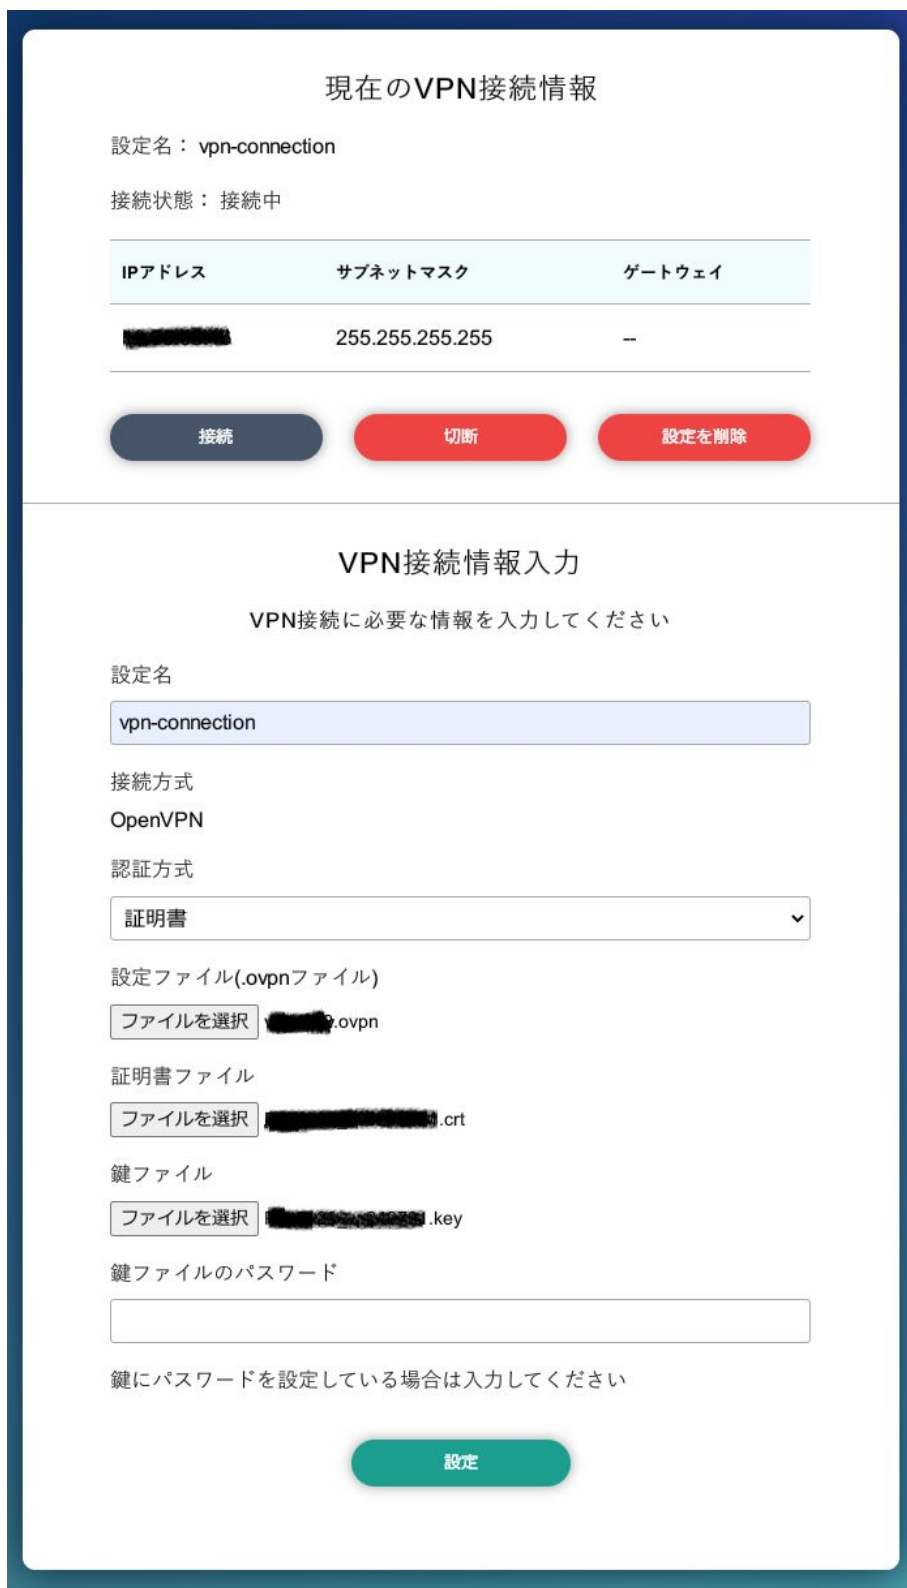 現在のVPN接続情報
設定名： vpn-connection
接続状態： 接続中
IPアドレス サブネットマスク ゲートウェイ
255.255.255.255 --
接続 切断 設定を削除
VPN接続情報入力
VPN接続に必要な情報を入力してください
設定名
vpn-connection
接続方式
OpenVPN
認証方式
証明書
設定ファイル(.ovpnファイル)
ファイルを選択 .ovpn
証明書ファイル
ファイルを選択 .crt
鍵ファイル
ファイルを選択 .key
鍵ファイルのパスワード
鍵にパスワードを設定している場合は入力してください
設定